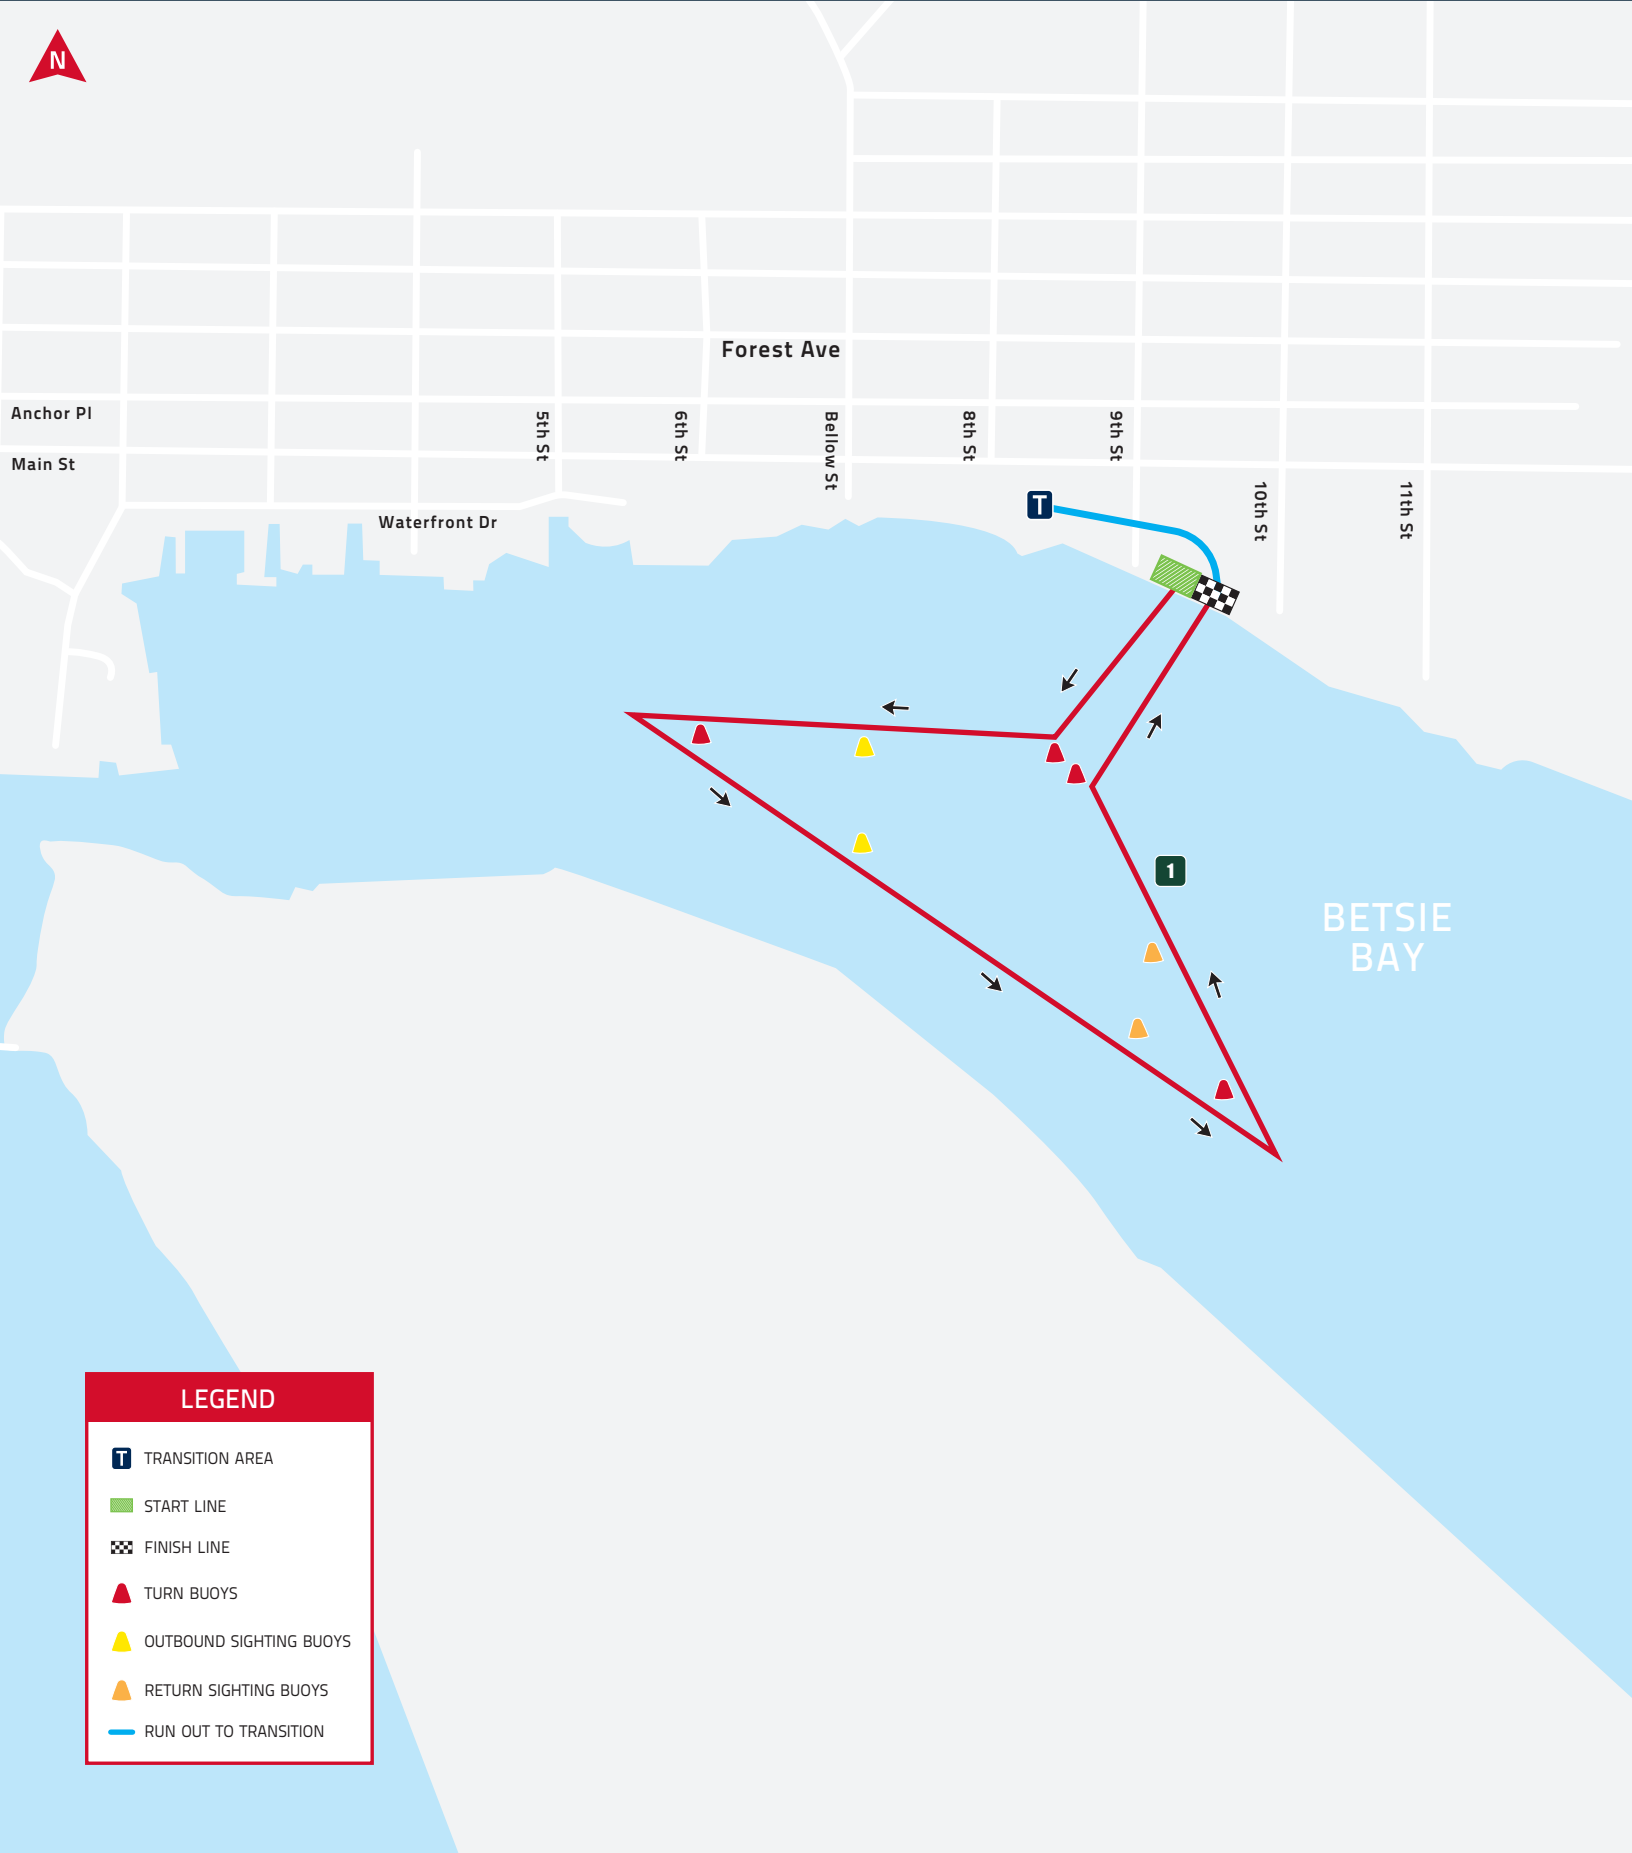 N
Forest Ave
Anchor Pl
5th St
6th St
Bellow St
8th St
9th St
Main St
10th St
11th St
T
Waterfront Dr
1
BETSIE
BAY
LEGEND
T TRANSITION AREA
START LINE
FINISH LINE
TURN BUOYS
OUTBOUND SIGHTING BUOYS
RETURN SIGHTING BUOYS
RUN OUT TO TRANSITION